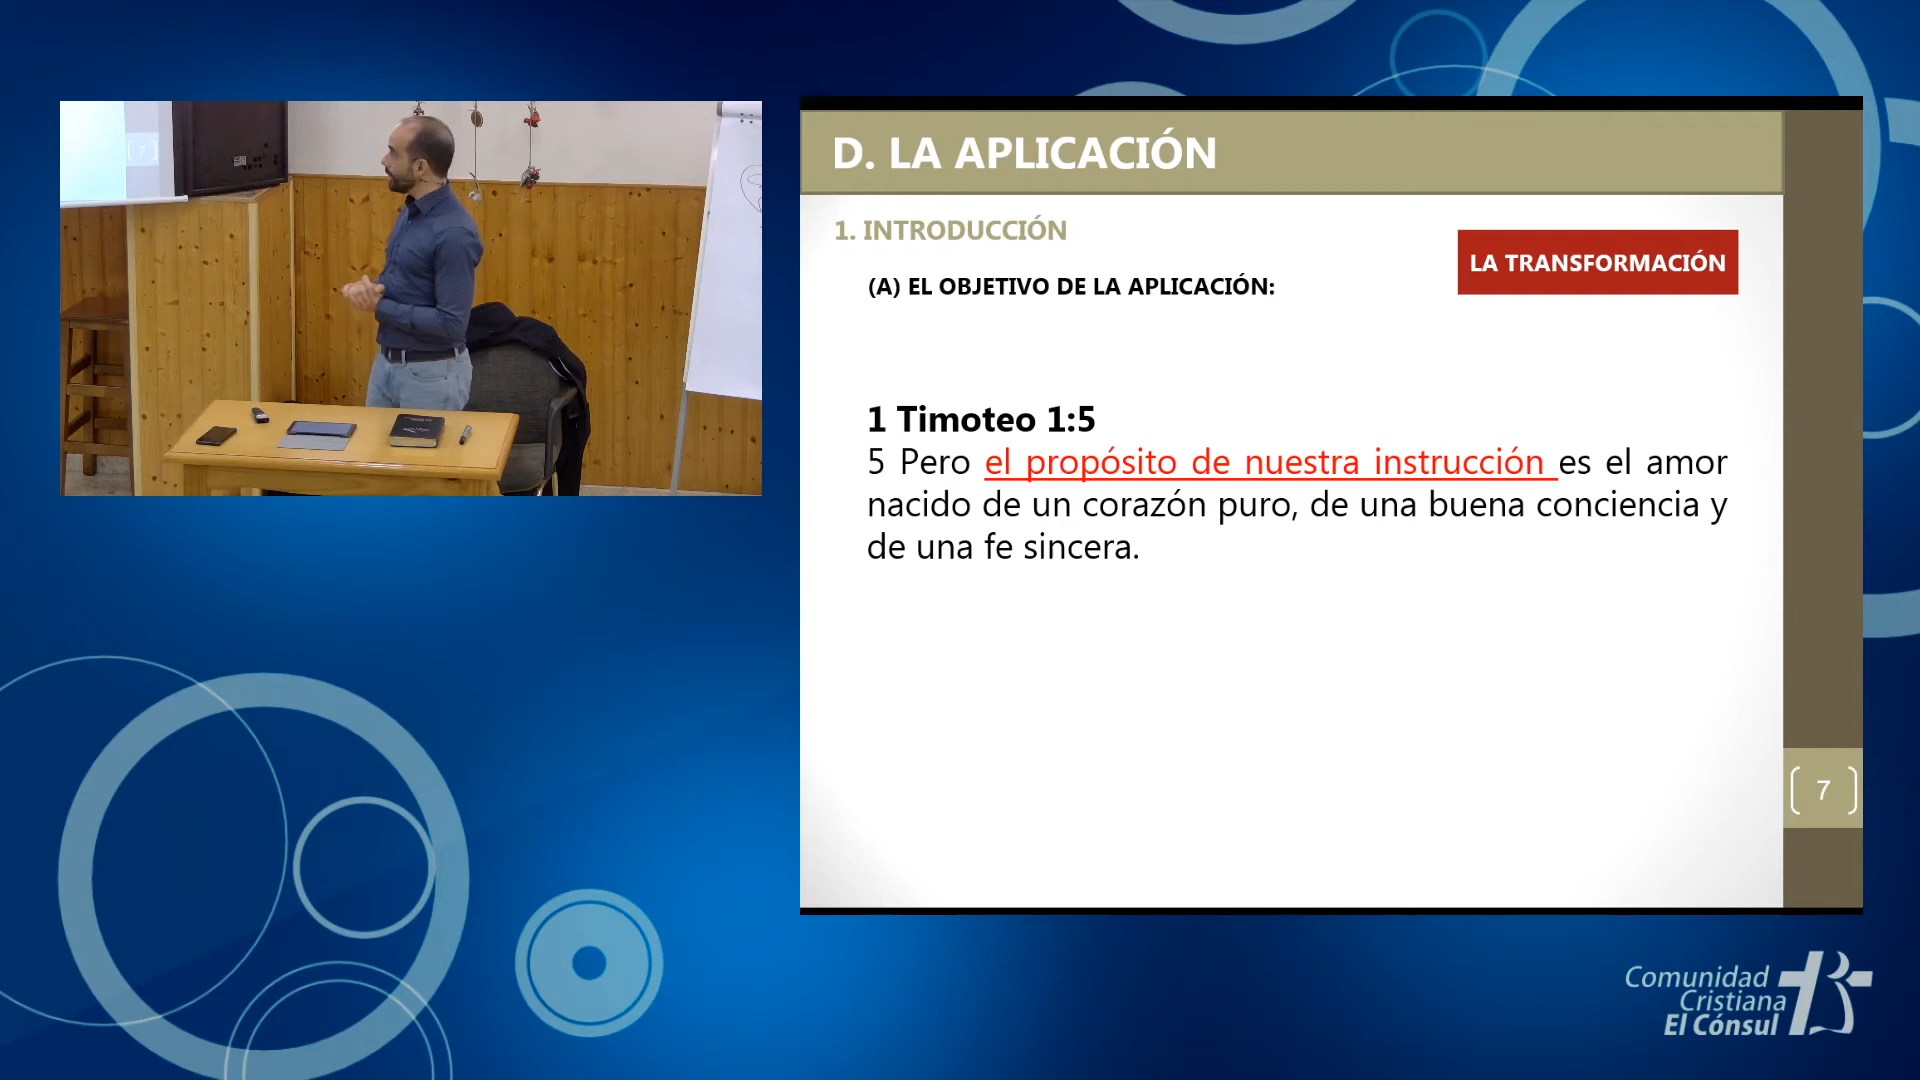 D. LA APLICACIÓN
1. INTRODUCCIÓN
LA TRANSFORMACIÓN
(A) EL OBJETIVO DE LA APLICACIÓN:
1 Timoteo 1:5
5 Pero el propósito de nuestra instrucción es el amor
nacido de un corazón puro, de una buena conciencia y
de una fe sincera.
7
Comunidad
Cristiana
El Cónsul